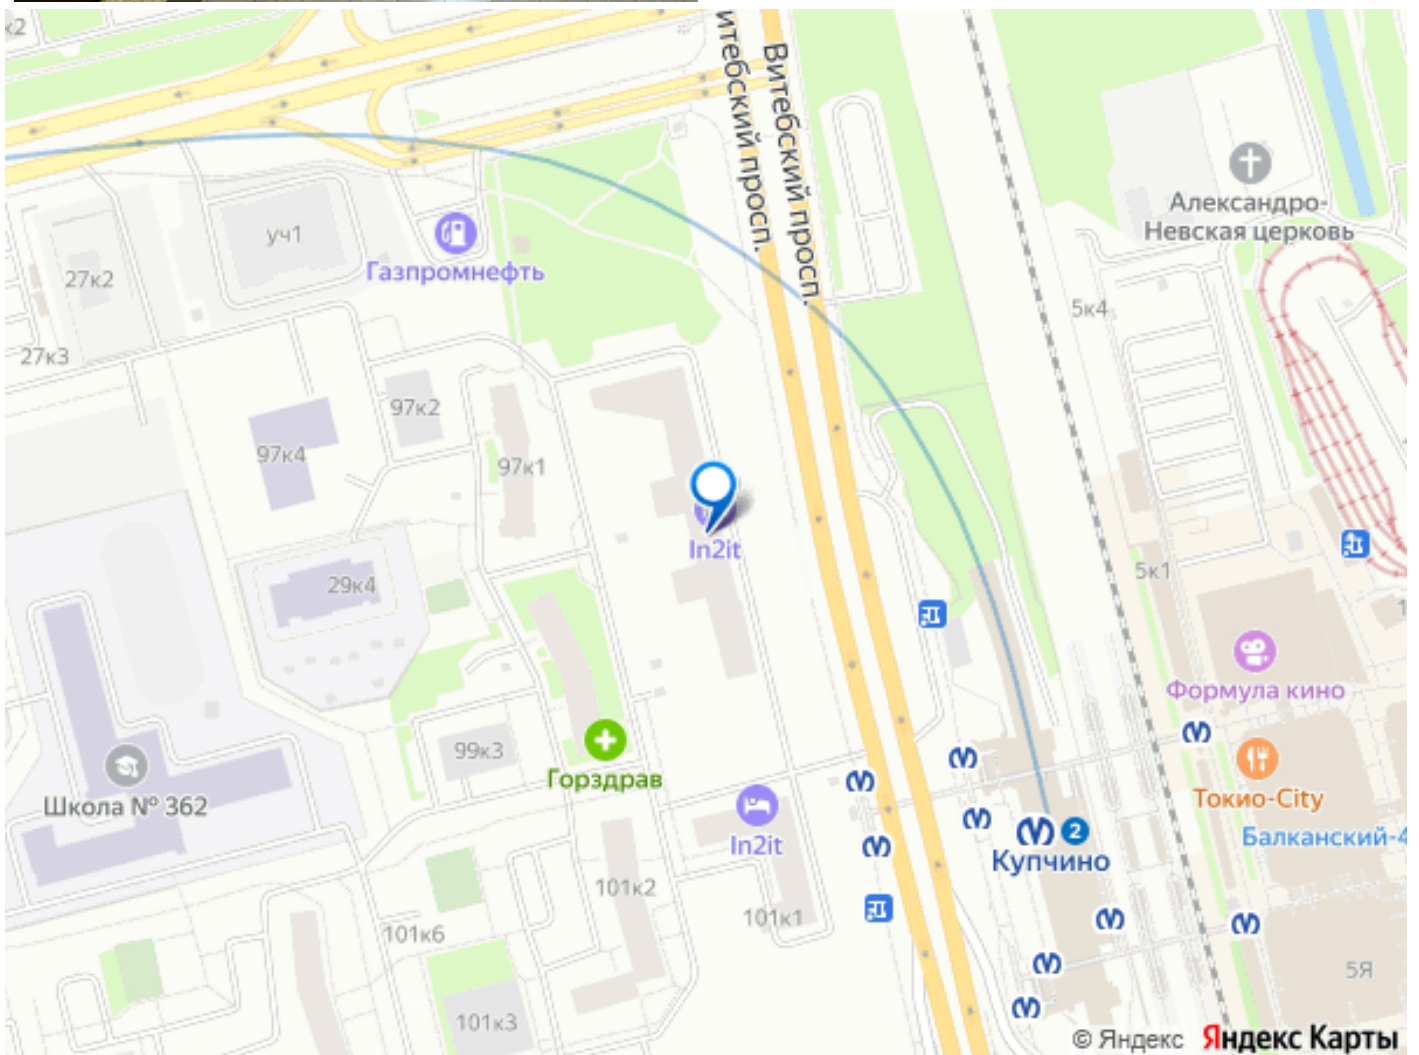 к2
итебский просп.
Витебский просп.
Александро-
Невская церковь
уч1
Газпромнефть
27к2
5к4
27к3
97к2
97к4
97к1
In2it
5к1
29к4
Формула кино
99к3
Горздрав
Школа № 362
Токио-City
In2it
2
Купчино
Балканский-4
101к2
101к1
101к6
5Я
101к3
© Яндекс Яндекс Карты